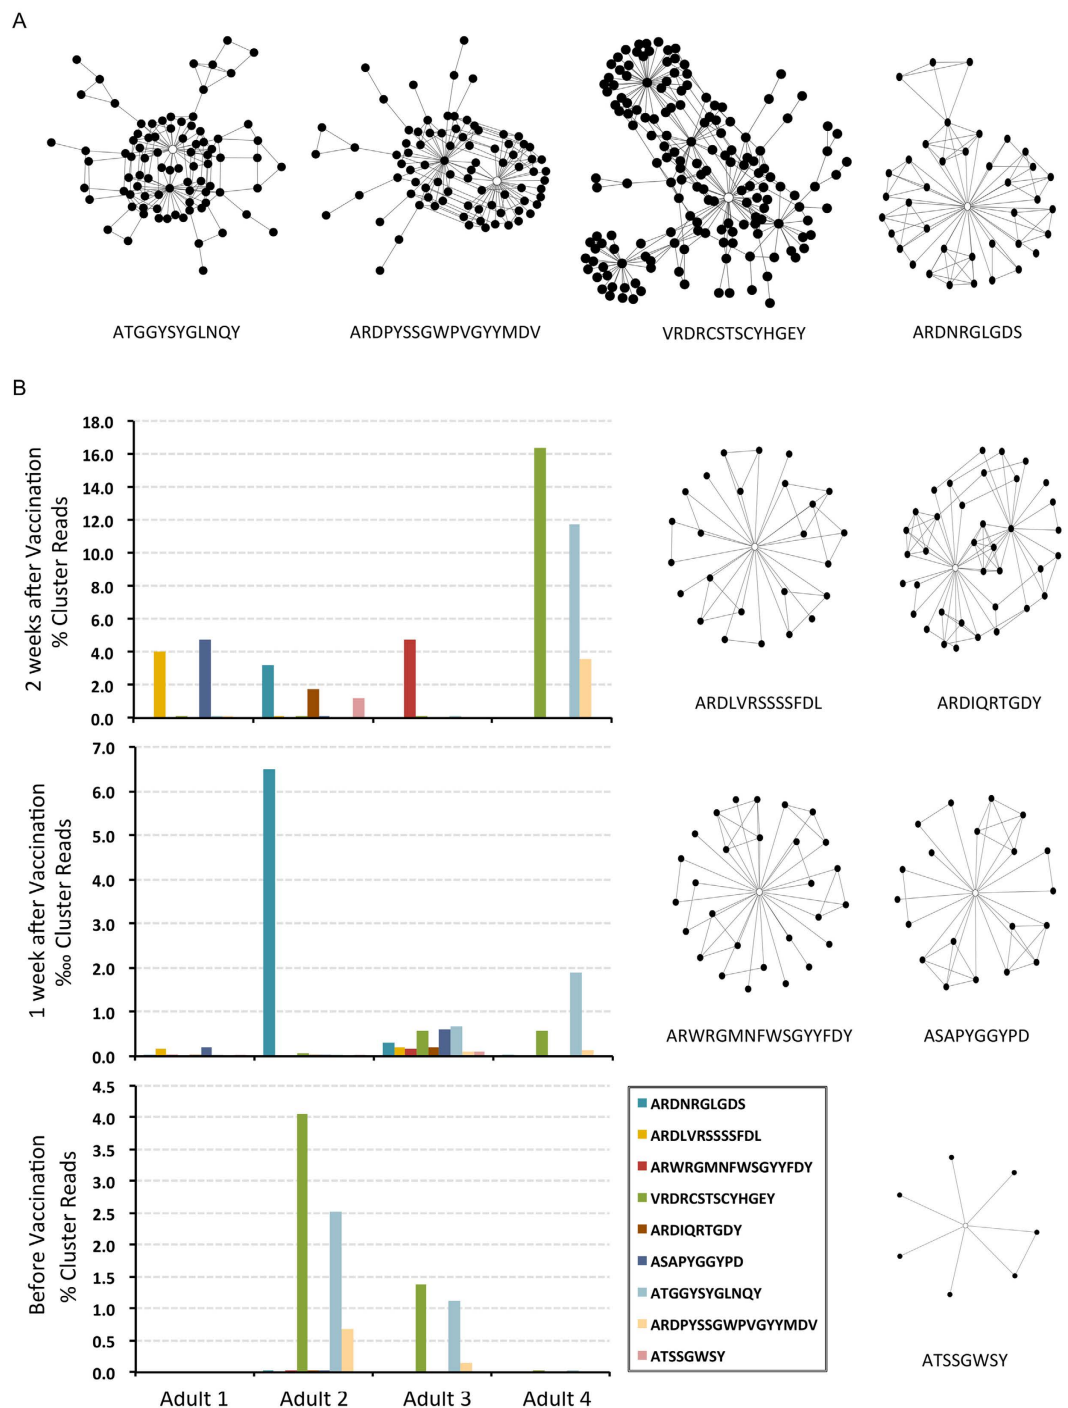 A
ATGGYSYGLNQY
ARDPYSSGWPVGYYMDV
VRDRCSTSCYHGEY
ARDNRGLGDS
B
2 weeks after Vaccination
% Cluster Reads
18.0
16.0
14.0
12.0
10.0
8.0
6.0
4.0
2.0
0.0
ARDLVRSSSSFDL
ARDIQRTGDY
1 week after Vaccination
‱ Cluster Reads
7.0
6.0
5.0
4.0
3.0
2.0
1.0
0.0
ARWRGMNFWSGYYFDY
ASAPYGGYPD
Before Vaccination
% Cluster Reads
4.5
4.0
3.5
3.0
2.5
2.0
1.5
1.0
0.5
0.0
Adult 1
Adult 2
Adult 3
Adult 4
ARDNRGLGDS
ARDLVRSSSSFDL
ARWRGMNFWSGYYFDY
VRDRCSTSCYHGEY
ARDIQRTGDY
ASAPYGGYPD
ATGGYSYGLNQY
ARDPYSSGWPVGYYMDV
ATSSGWSY
ATSSGWSY